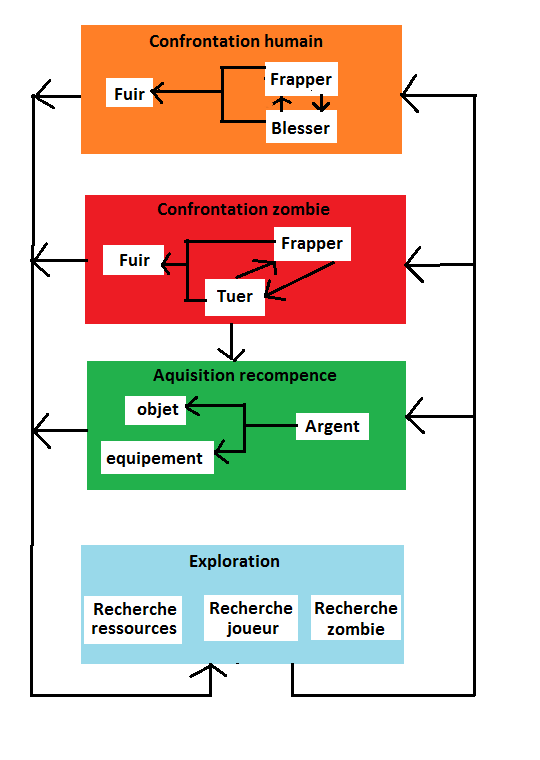 Confrontation humain
Frapper
Fuir
Blesser
Confrontation zombie
Frapper
Fuir
Tuer
Aquisition recompence
objet
Argent
equipement
Exploration
Recherche
ressources
Recherche
joueur
Recherche
zombie